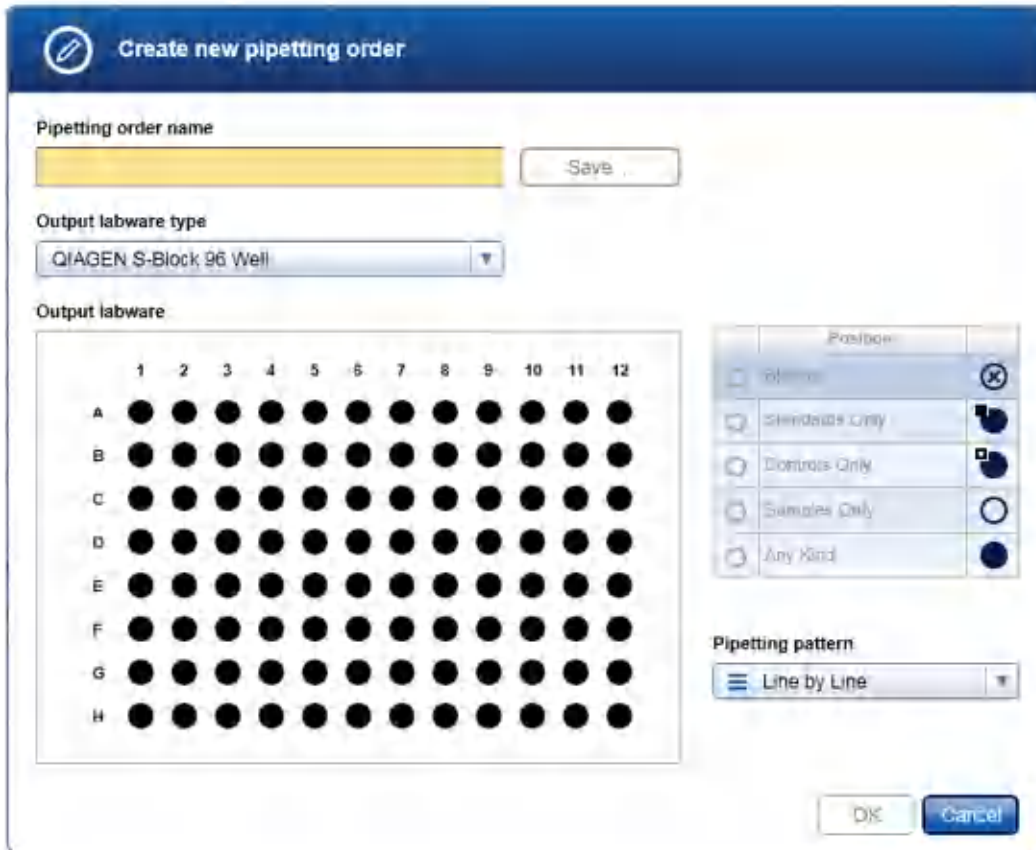 Create new pipetting order
Pipetting order name
Save
Output labware type
QIAGEN S-Block 96 Well
Output labware
1 2 3 4 5 6 7 8 9 10 11 12
A
B
C
D
E
F
G
H
Position
Standards Only
Controls Only
Samples Only
Any Kind
Pipetting pattern
Line by Line
OK
Cancel